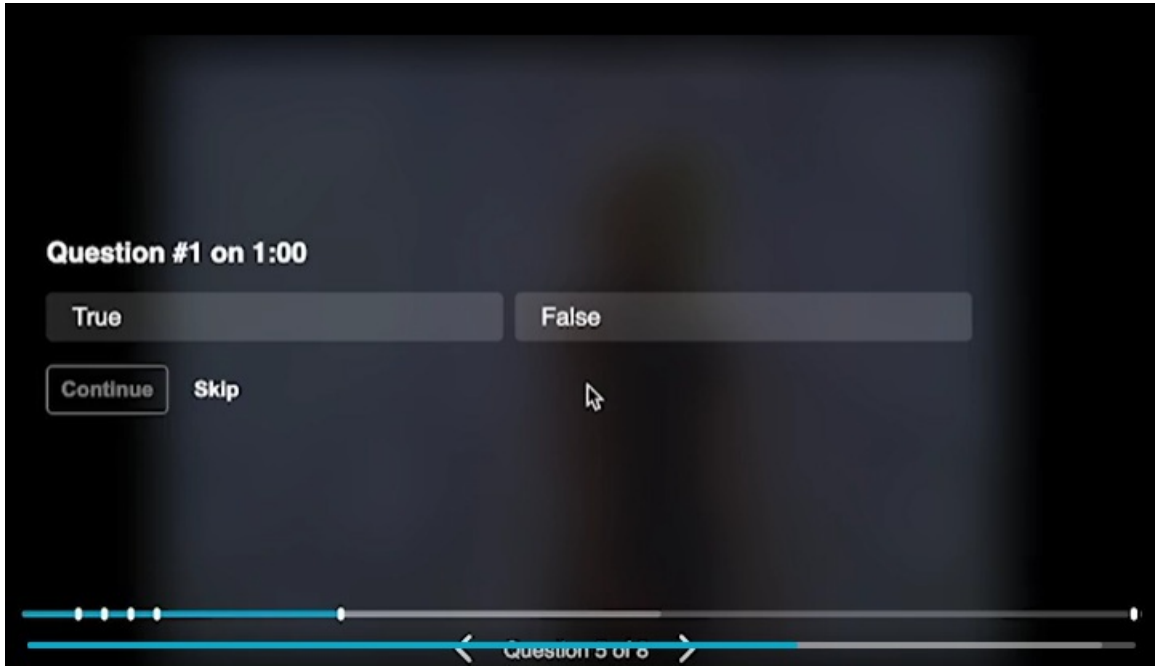 Question #1 on 1:00
True False
Continue Skip
Question 5 of 8